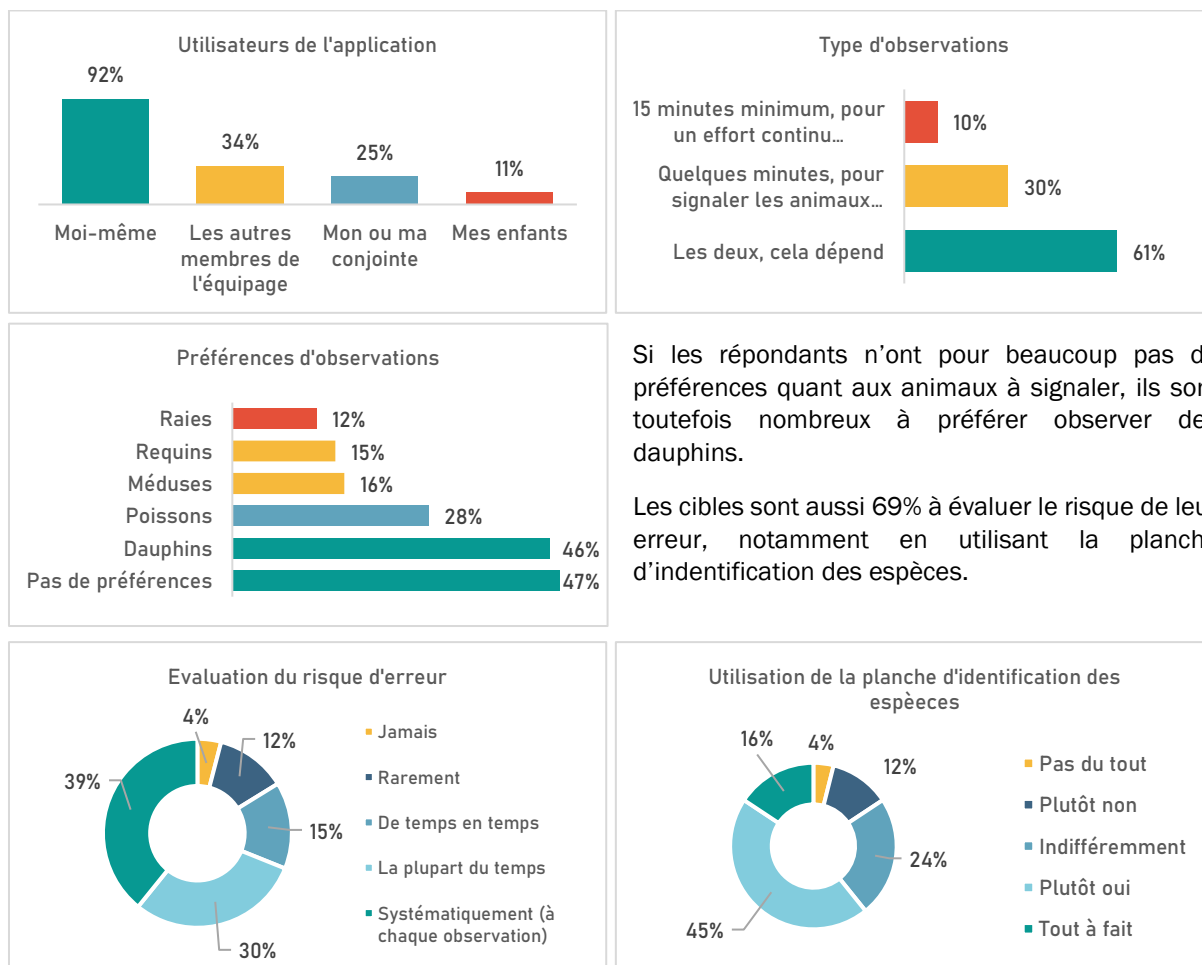 Utilisateurs de l'application
92%
34%
25%
11%
Moi-même
Les autres
membres de
l'équipage
Mon ou ma
conjointe
Mes enfants
Type d'observations
15 minutes minimum, pour
un effort continu...
10%
Quelques minutes, pour
signaler les animaux...
30%
Les deux, cela dépend
61%
Préférences d'observations
Raies
12%
Requins
15%
Méduses
16%
Poissons
28%
Dauphins
46%
Pas de préférences
47%
Si les répondants n'ont pour beaucoup pas d
préférences quant aux animaux à signaler, ils son
toutefois nombreux à préférer observer de
dauphins.
Les cibles sont aussi 69% à évaluer le risque de leu
erreur, notamment en utilisant la planch
d'indentification des espèces.
Evaluation du risque d'erreur
4%
12%
15%
30%
39%
Jamais
Rarement
De temps en temps
La plupart du temps
Systématiquement (à
chaque observation)
Utilisation de la planche d'identification des
espèeces
16%
4%
12%
24%
45%
Pas du tout
Plutôt non
Indifféremment
Plutôt oui
Tout à fait